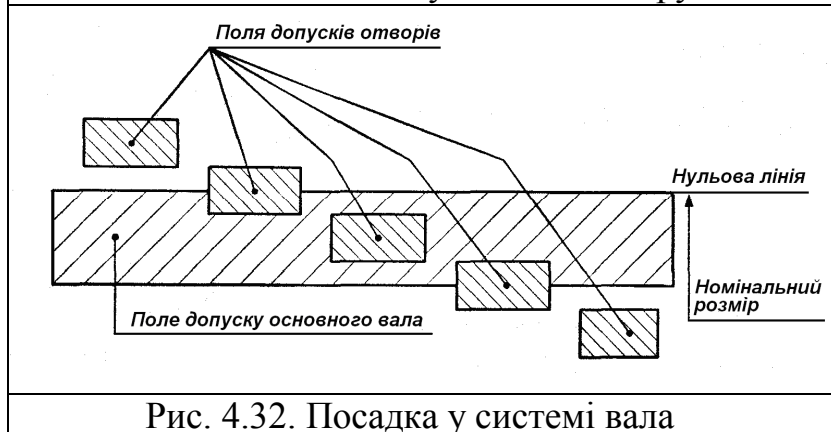 Поля допусків отворів
Нульова лінія
Номінальний
розмір
Поле допуску основного вала
Рис. 4.32. Посадка у системі вала